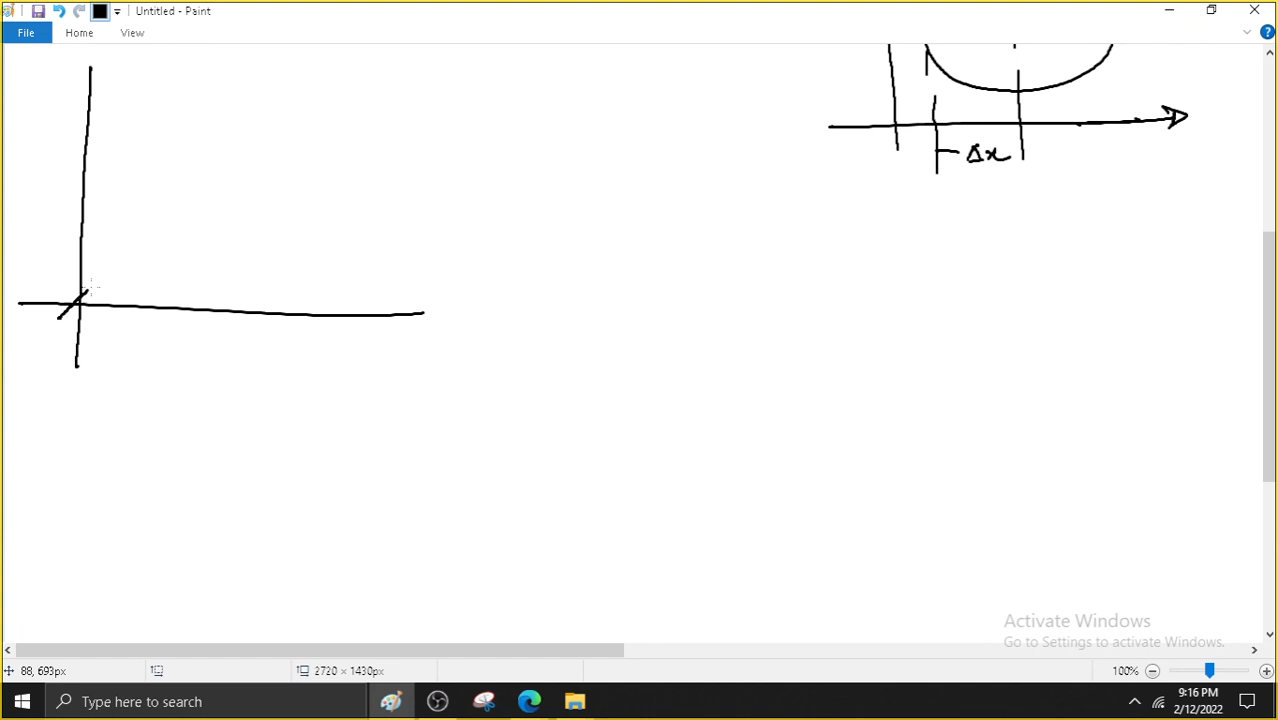 Untitled - Paint
File Home View
Δx
Activate Windows
Go to Settings to activate Windows.
88, 693px
2720 × 1430px
100%
Type here to search
9:16 PM
2/12/2022